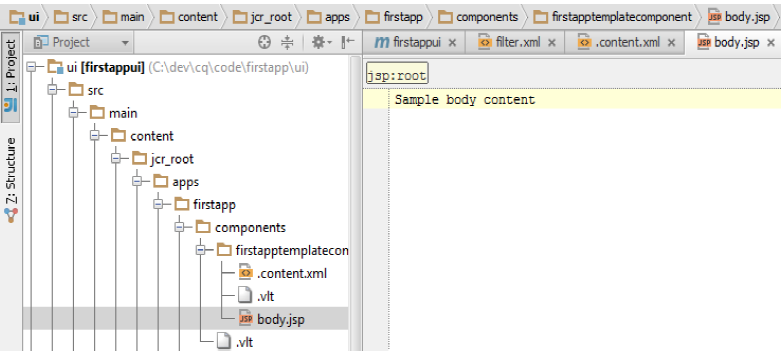 ui src main content jcr_root apps firstapp components firstapptemplatecomponent body.jsp
1: Project
Z: Structure
Project
firstappui × filter.xml × .content.xml × body.jsp ×
ui [firstappui] (C:\dev\cq\code\firstapp\ui)
src
main
content
jcr_root
apps
firstapp
components
firstapptemplatecon
.content.xml
.vlt
body.jsp
.vlt
jsp:root
Sample body content